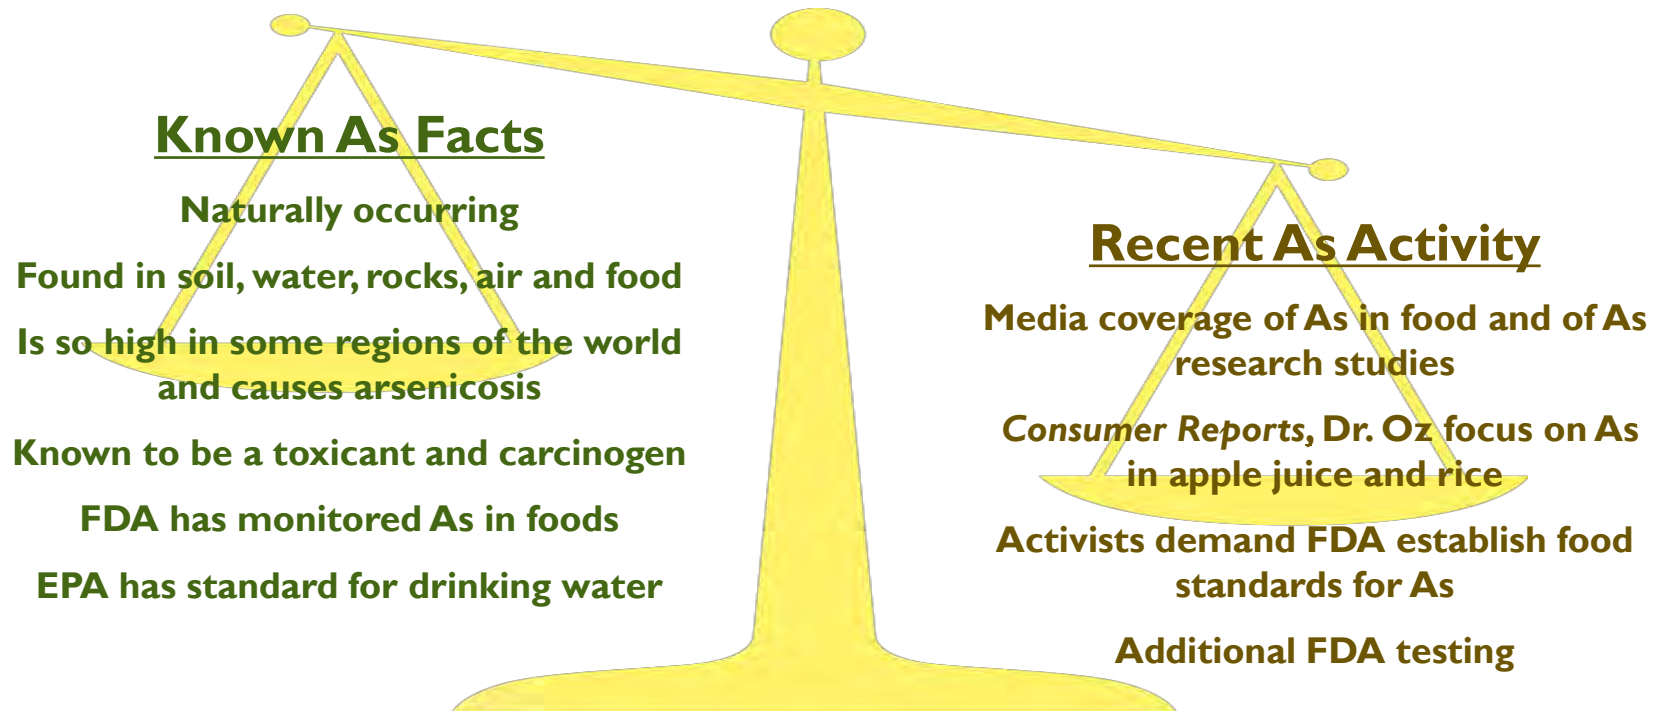 Known As Facts
Naturally occurring
Found in soil, water, rocks, air and food
Is so high in some regions of the world
and causes arsenicosis
Known to be a toxicant and carcinogen
FDA has monitored As in foods
EPA has standard for drinking water
Recent As Activity
Media coverage of As in food and of As
research studies
Consumer Reports, Dr. Oz focus on As
in apple juice and rice
Activists demand FDA establish food
standards for As
Additional FDA testing